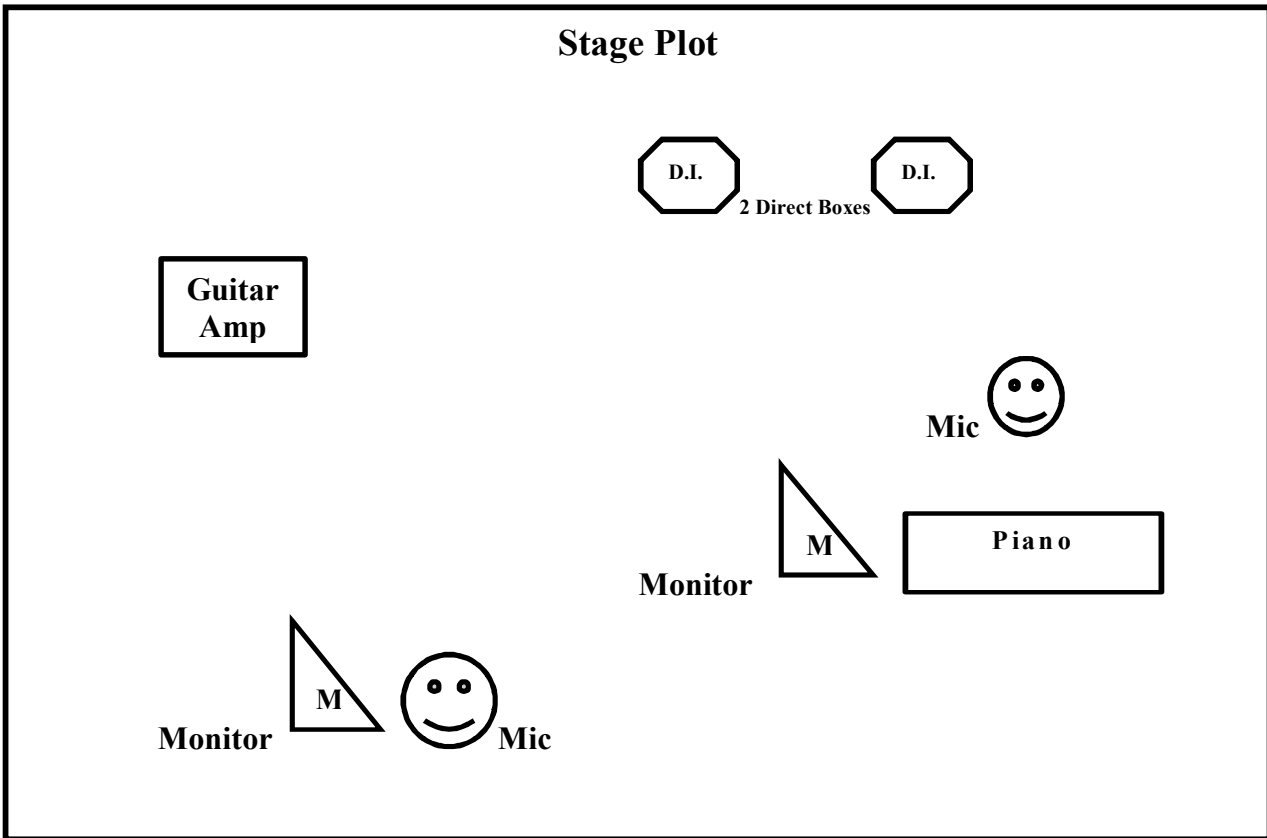 Stage Plot
D.I.
D.I.
2 Direct Boxes
Guitar
Amp
Mic
M
Piano
Monitor
M
Monitor
Mic